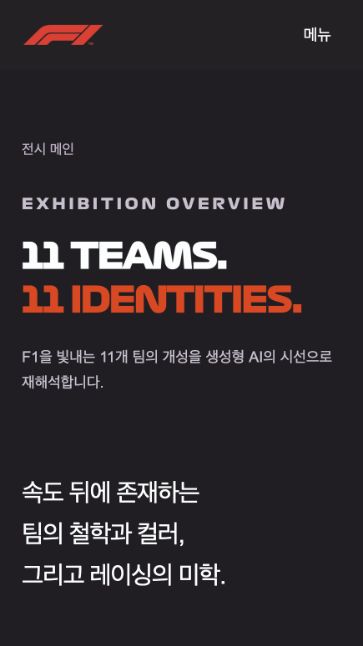 메뉴
전시 메인
EXHIBITION OVERVIEW
11 TEAMS.
11 IDENTITIES.
F1을 빛내는 11개 팀의 개성을 생성형 AI의 시선으로
재해석합니다.
속도 뒤에 존재하는
팀의 철학과 컬러,
그리고 레이싱의 미학.